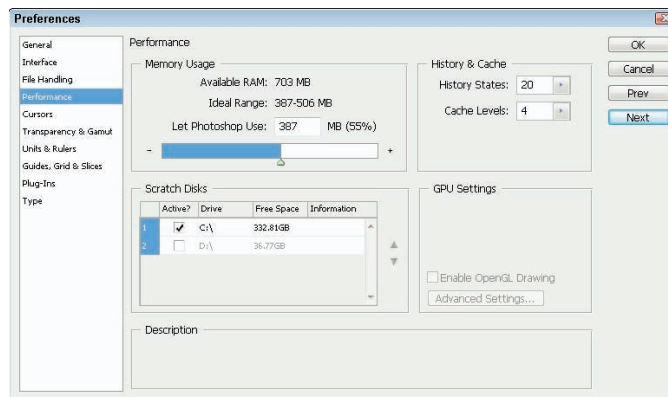 Preferences
General
Interface
File Handling
Performance
Cursors
Transparency & Gamut
Units & Rulers
Guides, Grid & Slices
Plug-Ins
Type
Performance
Memory Usage
Available RAM: 703 MB
Ideal Range: 387-506 MB
Let Photoshop Use: 387 MB (55%)
- +
History & Cache
History States: 20
Cache Levels: 4
Scratch Disks
Active? Drive Free Space Information
1 C:\ 332.81GB
2 D:\ 36.77GB
GPU Settings
Enable OpenGL Drawing
Advanced Settings...
Description
OK
Cancel
Prev
Next